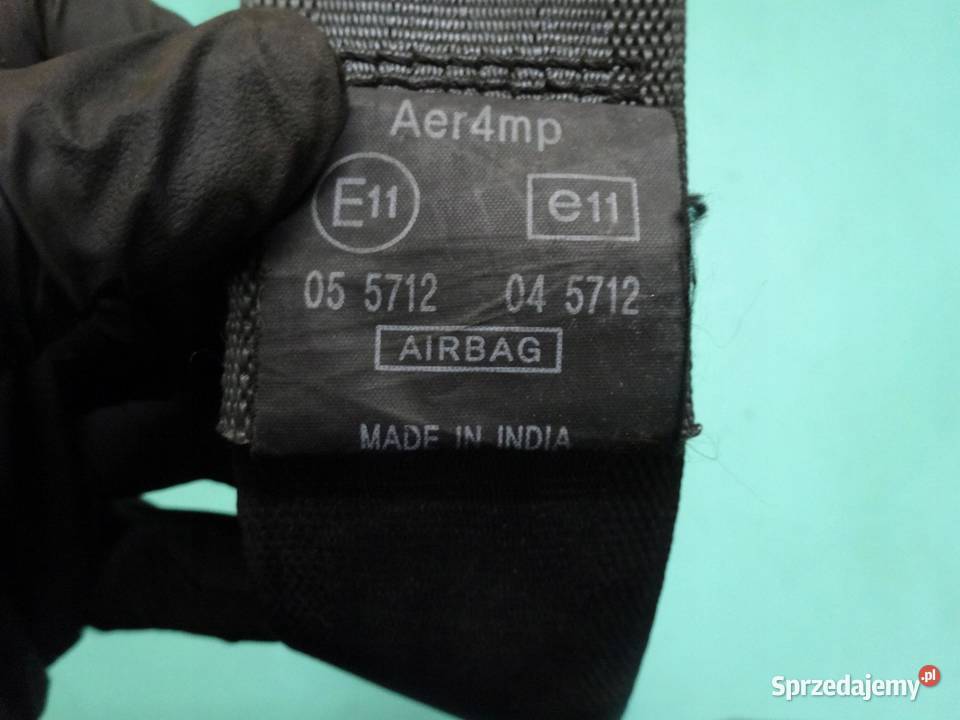 Aer4mp
E11 e11
05 5712 04 5712
AIRBAG
MADE IN INDIA
Sprzedajemy.pl